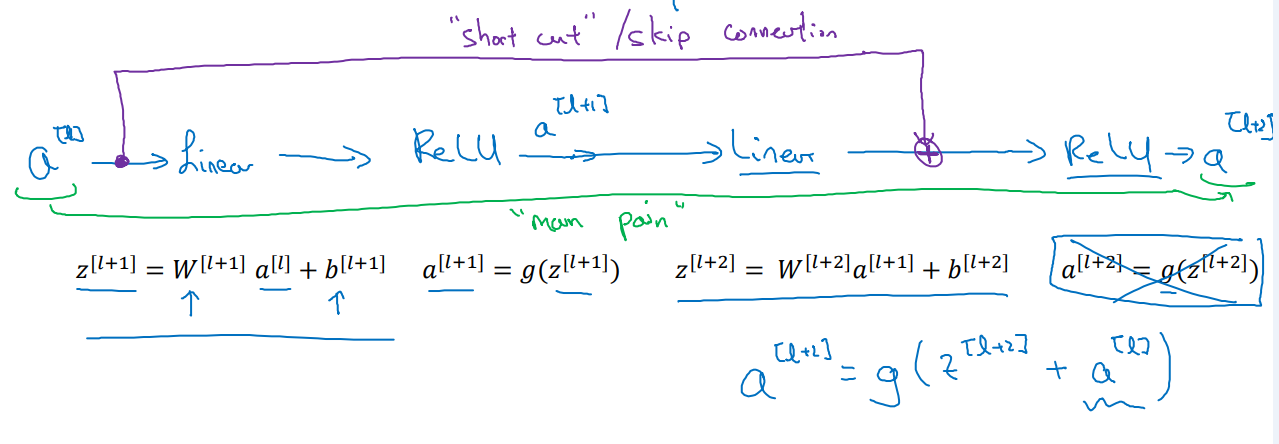 "short cut" /skip connection
a^[l] → Linear → ReLU a^[l+1] → Linear → ⊕ → ReLU → a^[l+2]
"main path"
z^[l+1] = W^[l+1] a^[l] + b^[l+1] a^[l+1] = g(z^[l+1]) z^[l+2] = W^[l+2]a^[l+1] + b^[l+2] a^[l+2] = g(z^[l+2])
a^[l+2] = g(z^[l+2] + a^[l])